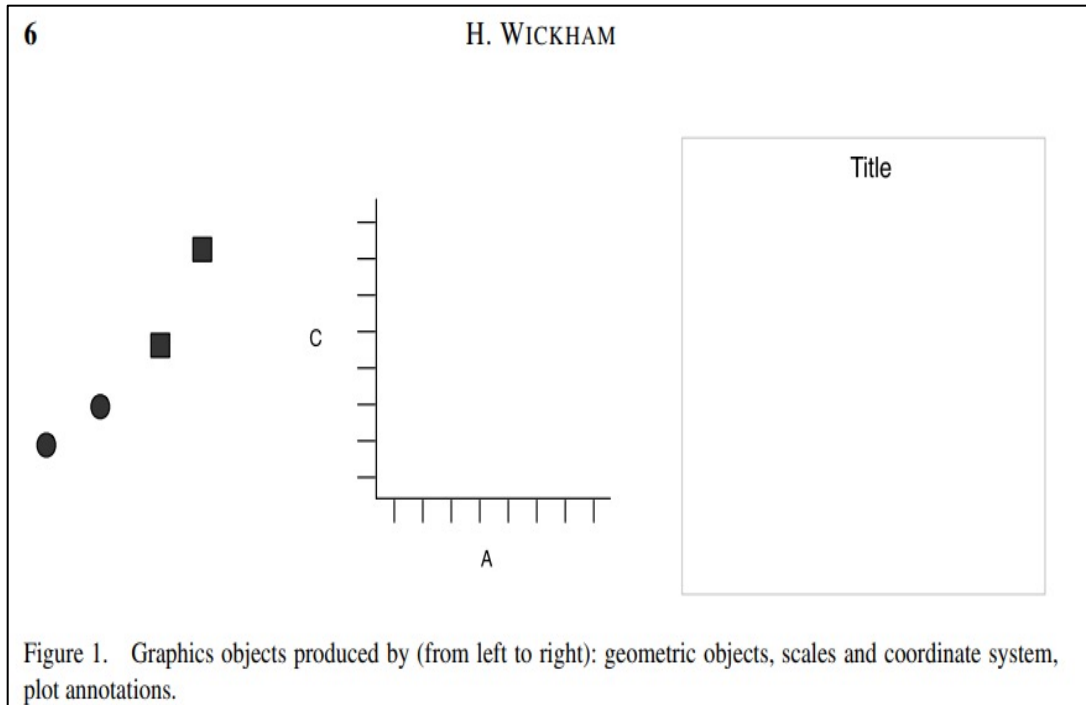 6
H. WICKHAM
Title
C
A
Figure 1. Graphics objects produced by (from left to right): geometric objects, scales and coordinate system,
plot annotations.